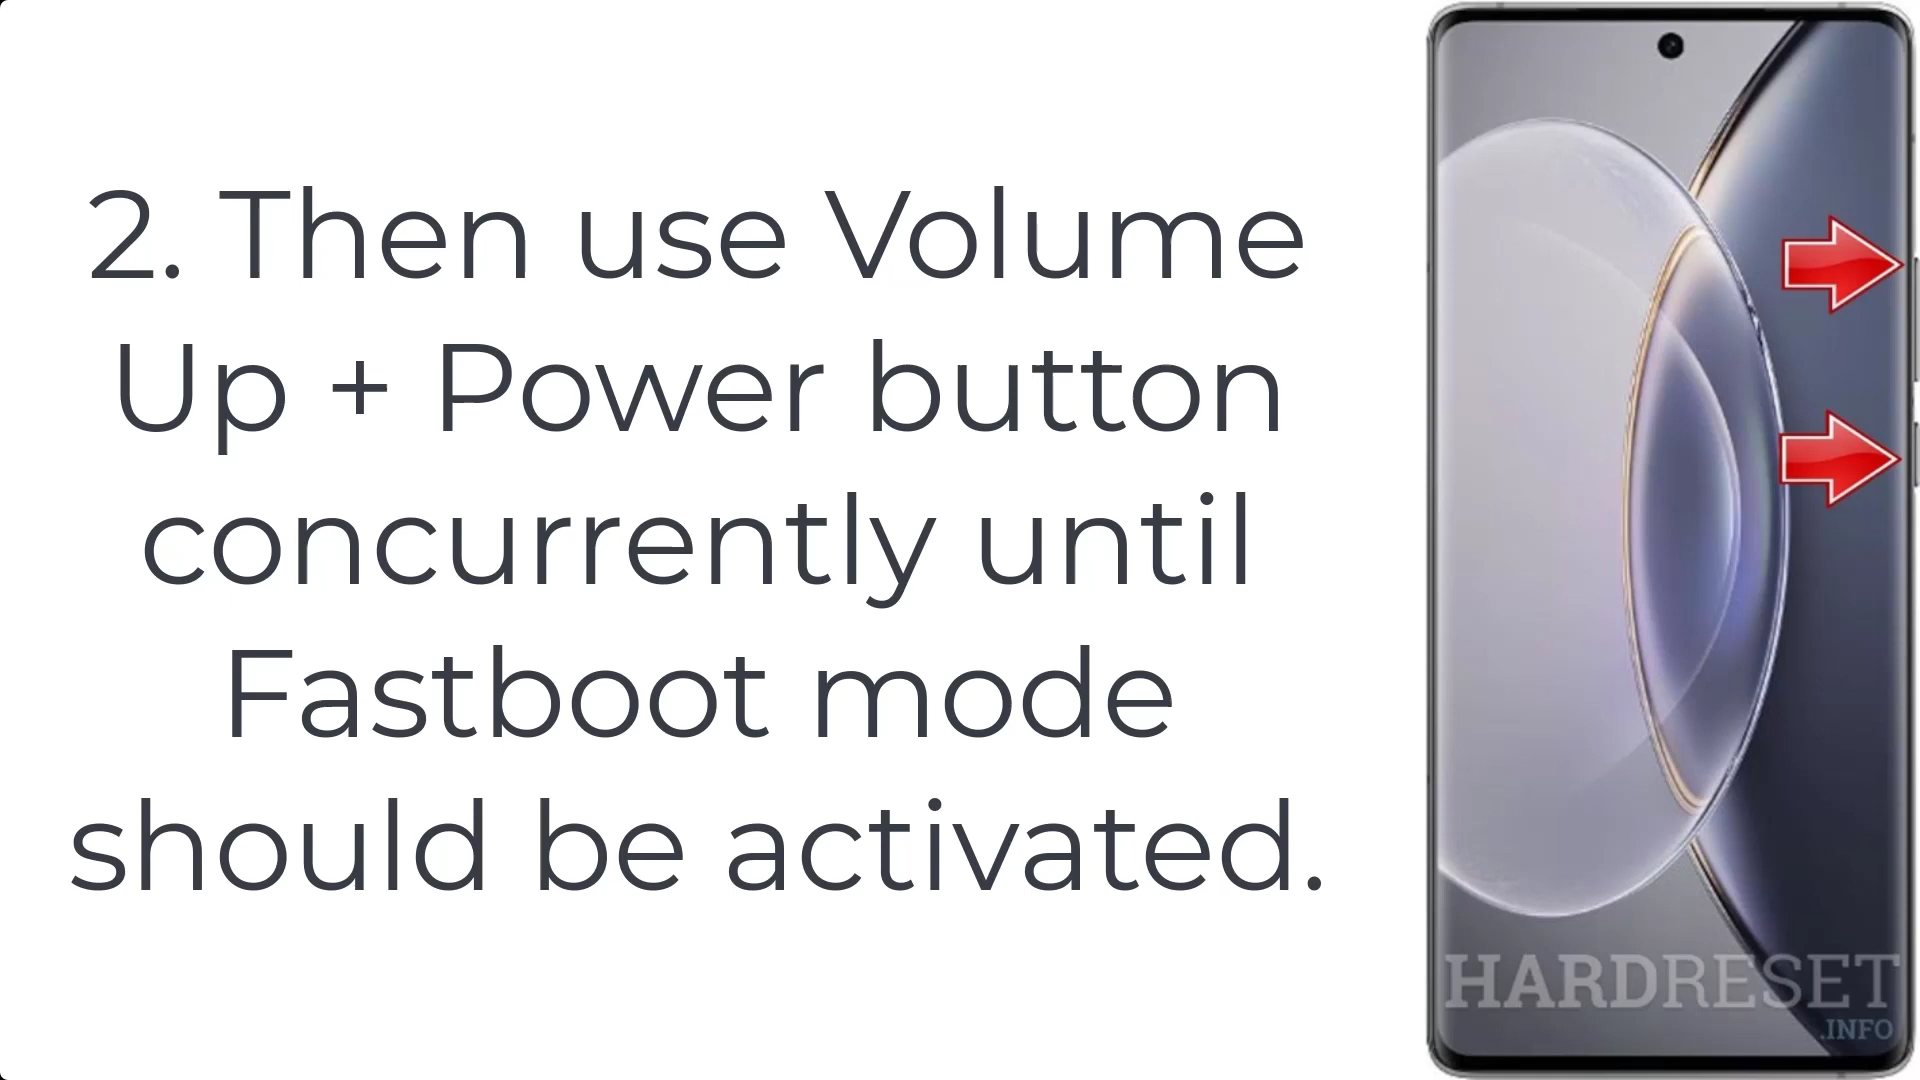 2. Then use Volume
Up + Power button
concurrently until
Fastboot mode
should be activated.
HARDRESET
.INFO